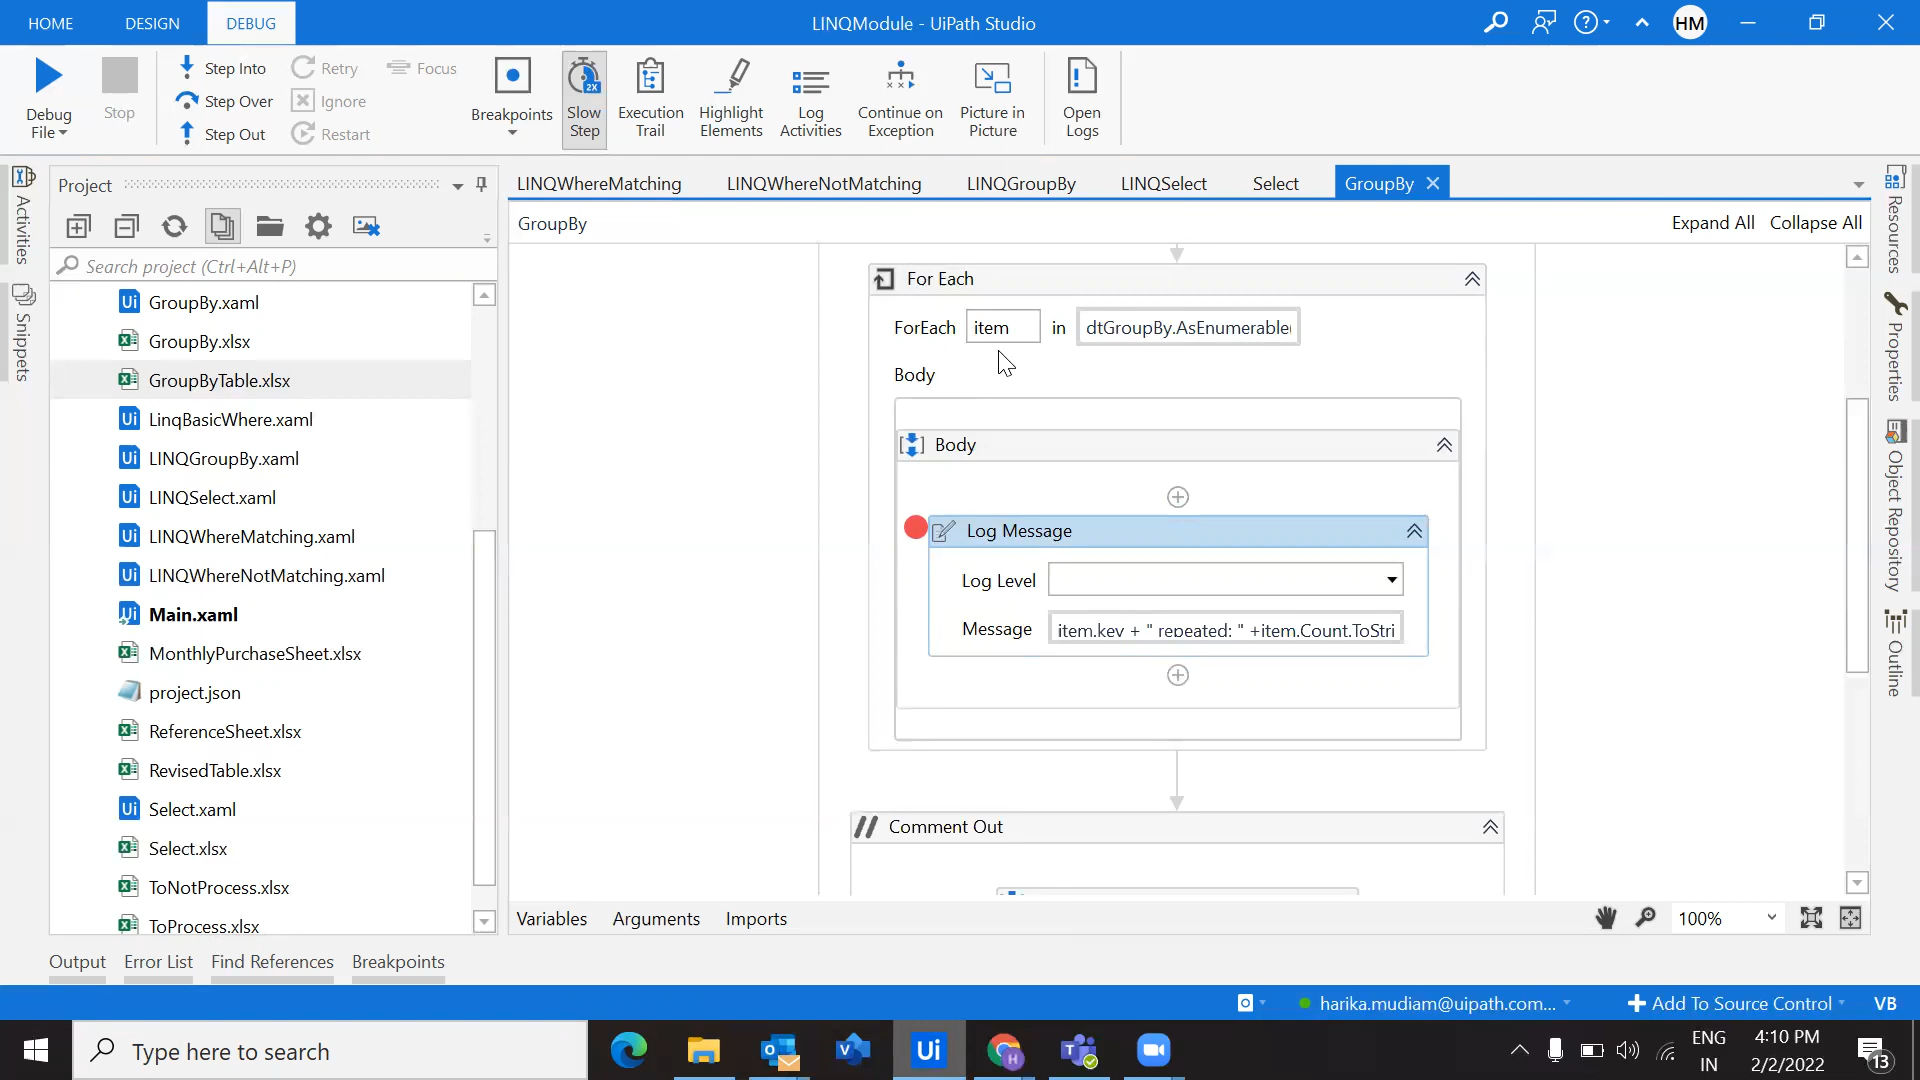 HOME DESIGN DEBUG LINQModule - UiPath Studio HM
Debug File
Stop
Step Into
Step Over
Step Out
Retry
Ignore
Restart
Focus
Breakpoints
2X
Slow Step
Execution Trail
Highlight Elements
Log Activities
Continue on Exception
Picture in Picture
Open Logs
Activities
Snippets
Project
Search project (Ctrl+Alt+P)
GroupBy.xaml
GroupBy.xlsx
GroupByTable.xlsx
LinqBasicWhere.xaml
LINQGroupBy.xaml
LINQSelect.xaml
LINQWhereMatching.xaml
LINQWhereNotMatching.xaml
Main.xaml
MonthlyPurchaseSheet.xlsx
project.json
ReferenceSheet.xlsx
RevisedTable.xlsx
Select.xaml
Select.xlsx
ToNotProcess.xlsx
ToProcess.xlsx
LINQWhereMatching LINQWhereNotMatching LINQGroupBy LINQSelect Select GroupBy
GroupBy Expand All Collapse All
For Each
ForEach item in dtGroupBy.AsEnumerable(
Body
Body
Log Message
Log Level
Message item.key + " repeated: " +item.Count.ToStri
Comment Out
Variables Arguments Imports 100%
Resources
Properties
Object Repository
Outline
Output Error List Find References Breakpoints
harika.mudiam@uipath.com... Add To Source Control VB
Type here to search
Ui
ENG
IN
4:10 PM
2/2/2022
13